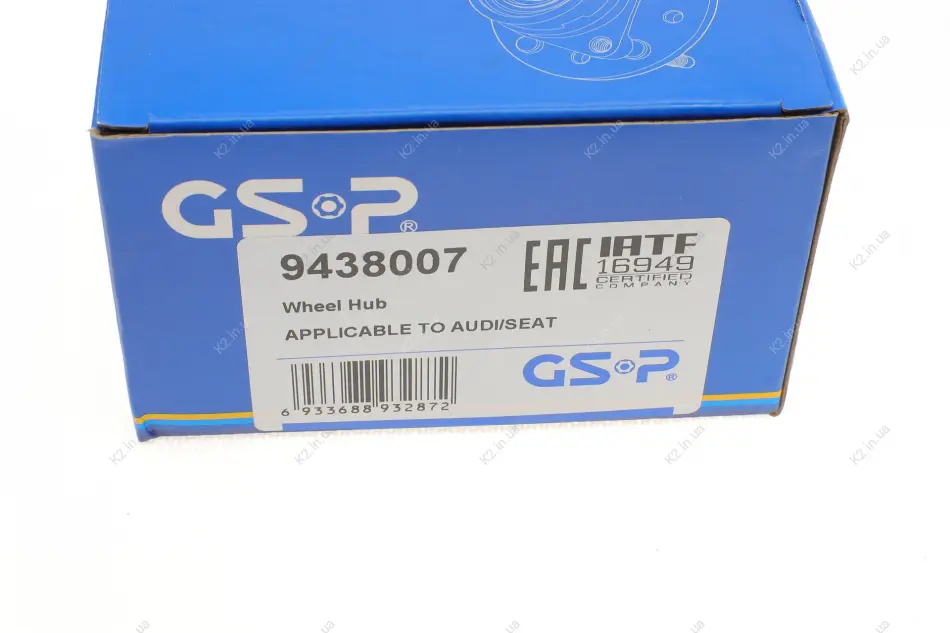 GSP®
9438007
Wheel Hub
APPLICABLE TO AUDI/SEAT
EAC
IATF
16949
CERTIFIED
COMPANY
GSP®
6 933688 932872
K2.in.ua